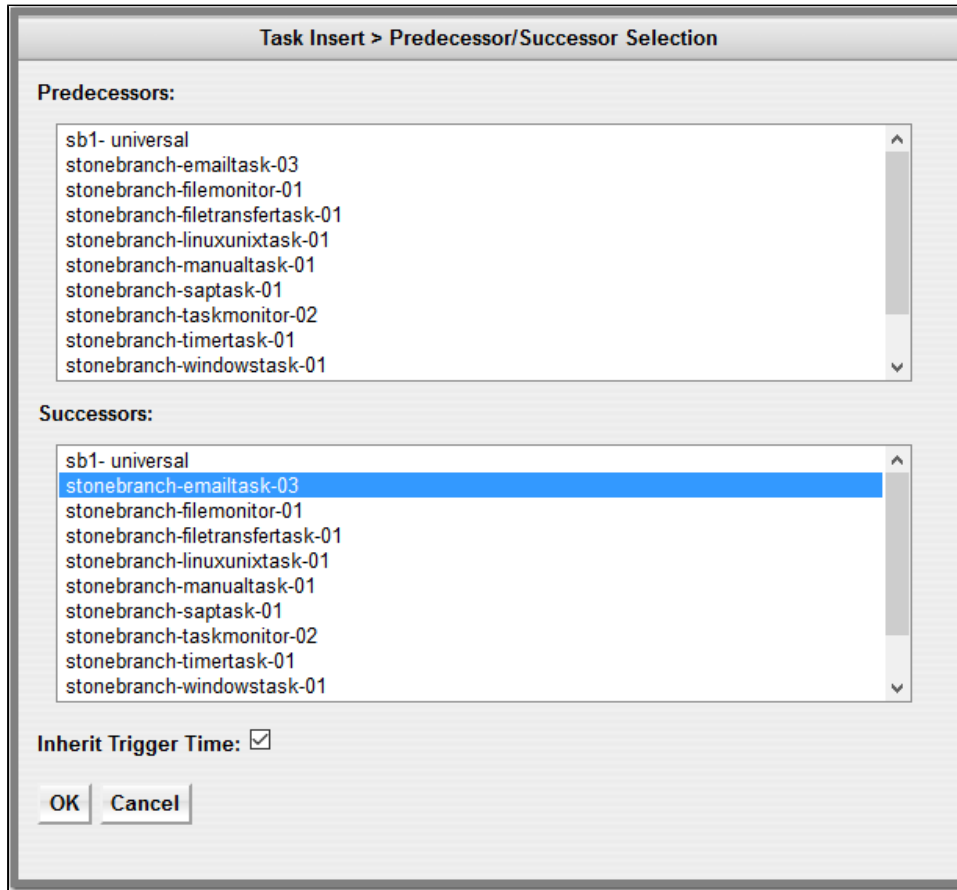 Task Insert > Predecessor/Successor Selection
Predecessors:
sb1- universal
stonebranch-emailtask-03
stonebranch-filemonitor-01
stonebranch-filetransfertask-01
stonebranch-linuxunixtask-01
stonebranch-manualtask-01
stonebranch-saptask-01
stonebranch-taskmonitor-02
stonebranch-timertask-01
stonebranch-windowstask-01
Successors:
sb1- universal
stonebranch-emailtask-03
stonebranch-filemonitor-01
stonebranch-filetransfertask-01
stonebranch-linuxunixtask-01
stonebranch-manualtask-01
stonebranch-saptask-01
stonebranch-taskmonitor-02
stonebranch-timertask-01
stonebranch-windowstask-01
Inherit Trigger Time:
OK Cancel